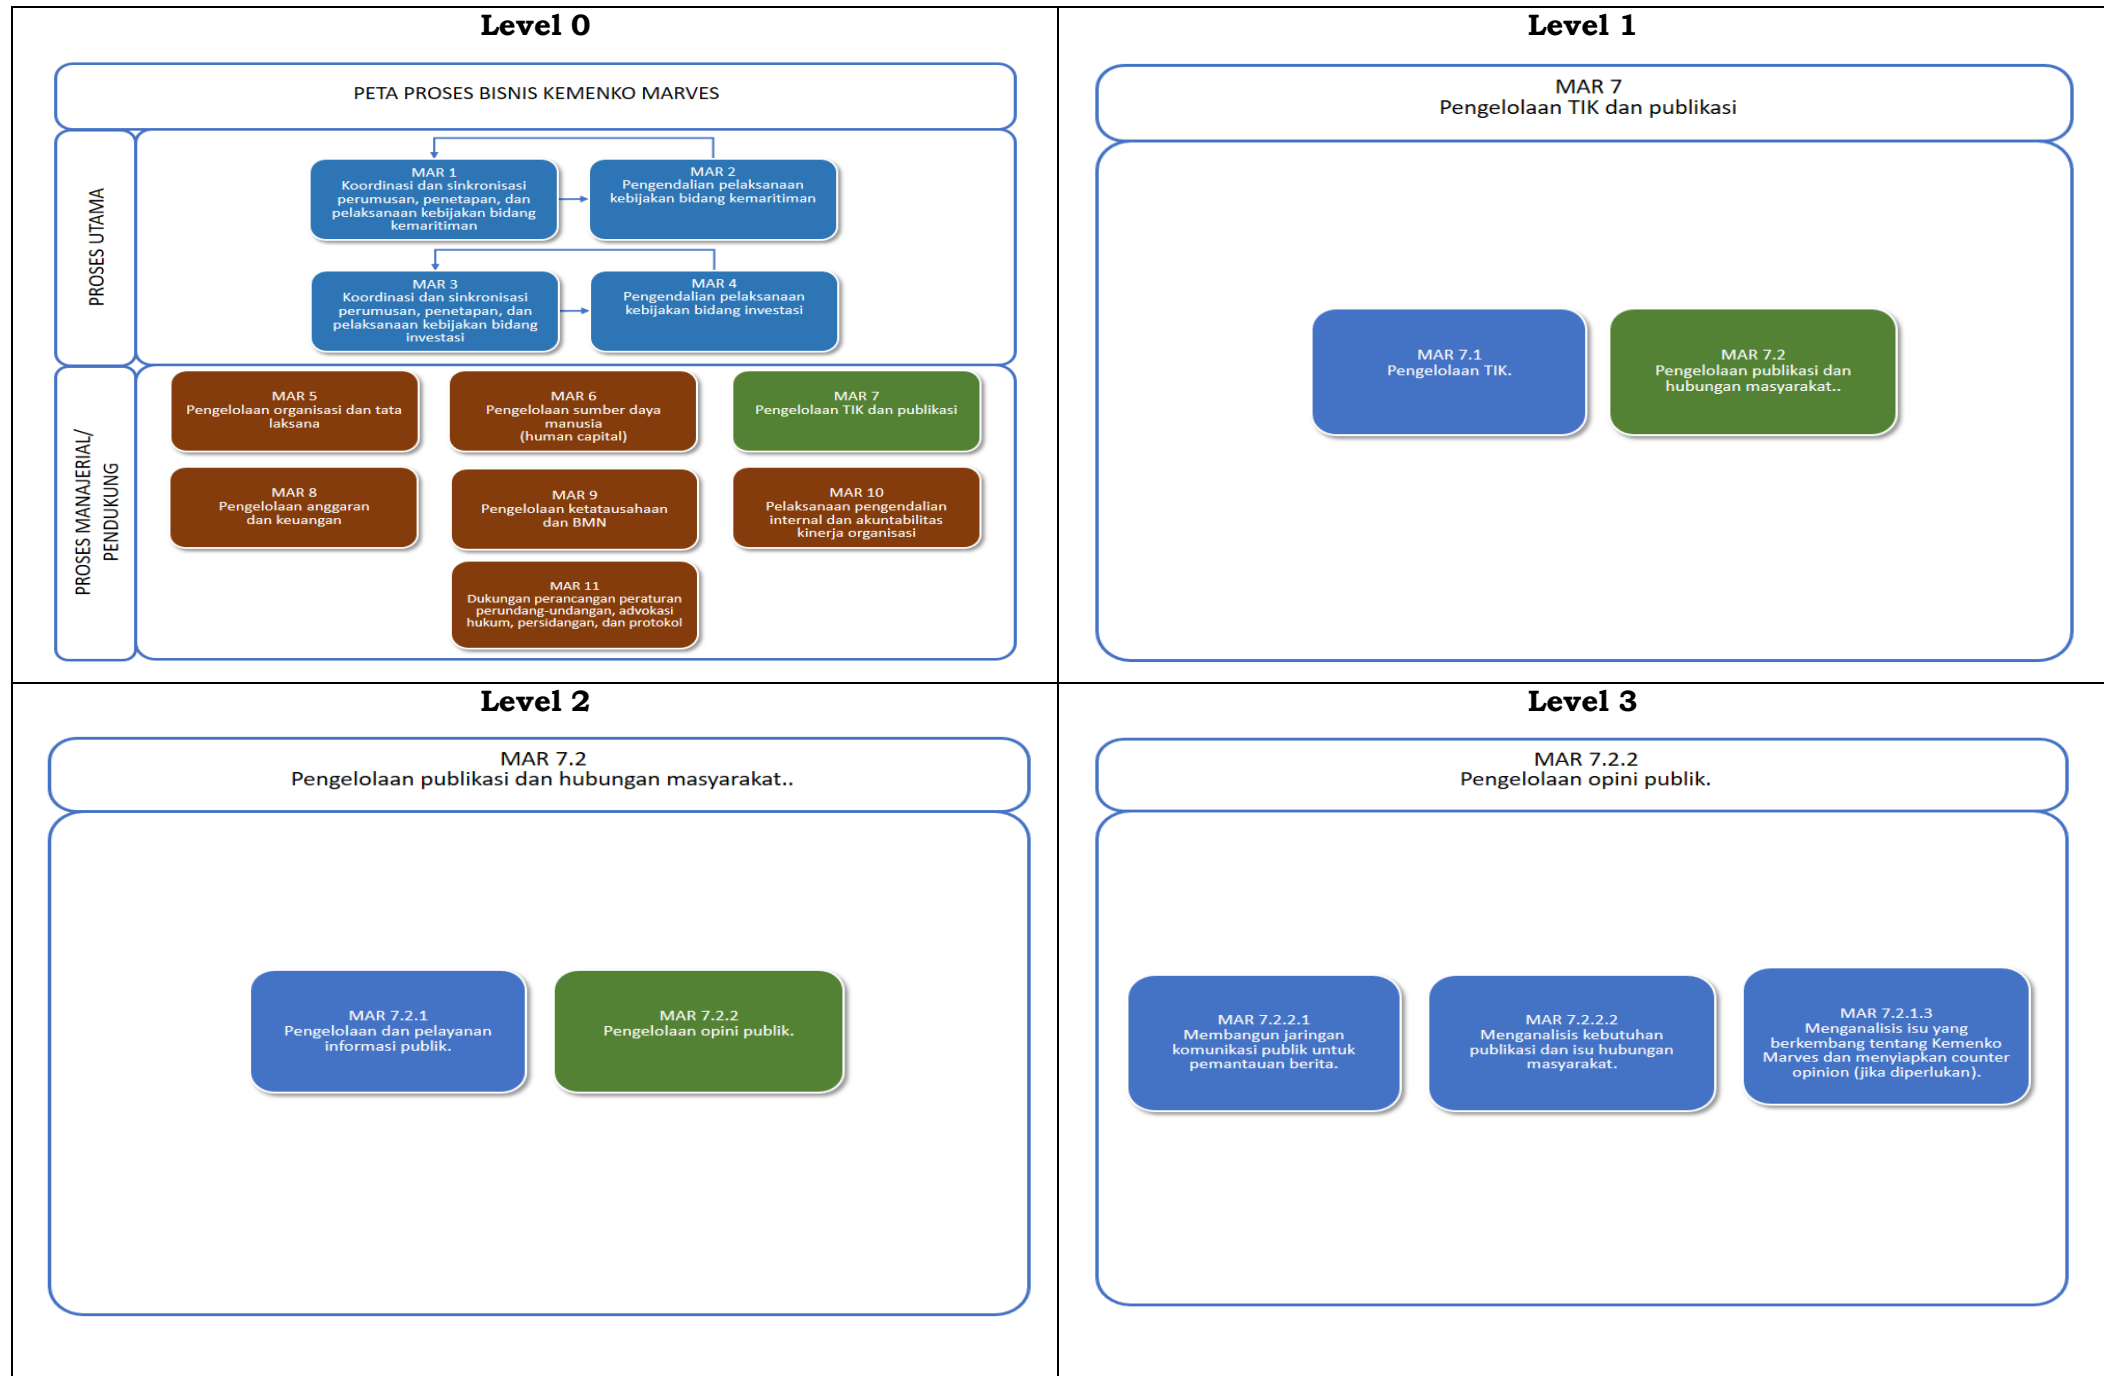 Level 0
PETA PROSES BISNIS KEMENKO MARVES
PROSES UTAMA
MAR 1
Koordinasi dan sinkronisasi
perumusan, penetapan, dan
pelaksanaan kebijakan bidang
kemaritiman
MAR 2
Pengendalian pelaksanaan
kebijakan bidang kemaritiman
MAR 3
Koordinasi dan sinkronisasi
perumusan, penetapan, dan
pelaksanaan kebijakan bidang
investasi
MAR 4
Pengendalian pelaksanaan
kebijakan bidang investasi
PROSES MANAJERIAL/
PENDUKUNG
MAR 5
Pengelolaan organisasi dan tata
laksana
MAR 6
Pengelolaan sumber daya
manusia
(human capital)
MAR 7
Pengelolaan TIK dan publikasi
MAR 8
Pengelolaan anggaran
dan keuangan
MAR 9
Pengelolaan ketatausahaan
dan BMN
MAR 10
Pelaksanaan pengendalian
internal dan akuntabilitas
kinerja organisasi
MAR 11
Dukungan perancangan peraturan
perundang-undangan, advokasi
hukum, persidangan, dan protokol
Level 1
MAR 7
Pengelolaan TIK dan publikasi
MAR 7.1
Pengelolaan TIK.
MAR 7.2
Pengelolaan publikasi dan
hubungan masyarakat..
Level 2
MAR 7.2
Pengelolaan publikasi dan hubungan masyarakat..
MAR 7.2.1
Pengelolaan dan pelayanan
informasi publik.
MAR 7.2.2
Pengelolaan opini publik.
Level 3
MAR 7.2.2
Pengelolaan opini publik.
MAR 7.2.2.1
Membangun jaringan
komunikasi publik untuk
pemantauan berita.
MAR 7.2.2.2
Menganalisis kebutuhan
publikasi dan isu hubungan
masyarakat.
MAR 7.2.1.3
Menganalisis isu yang
berkembang tentang Kemenko
Marves dan menyiapkan counter
opinion (jika diperlukan).